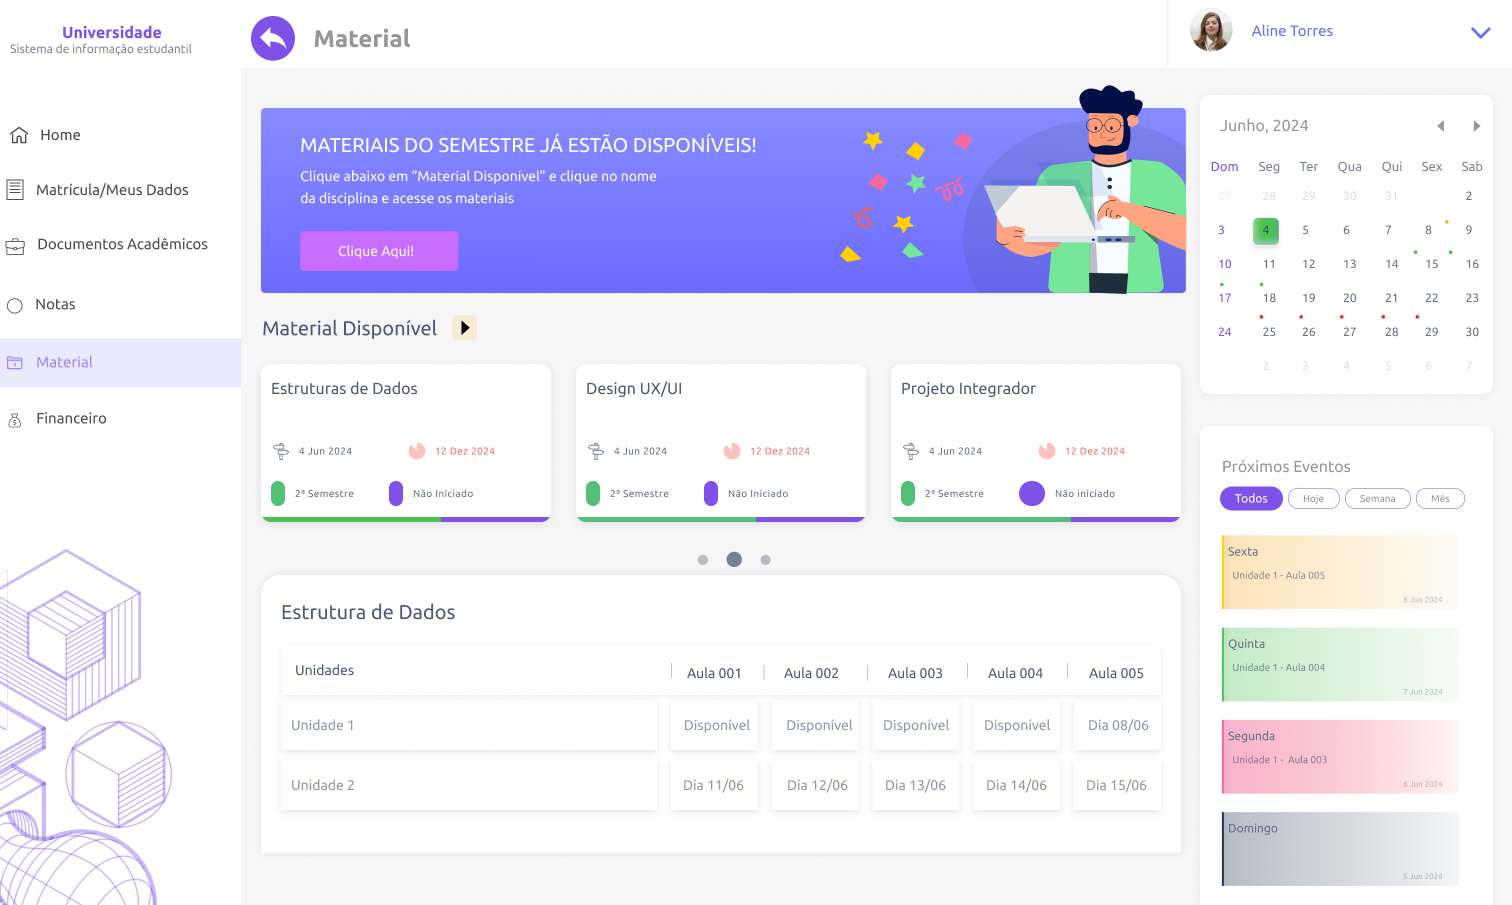 Universidade
Sistema de informação estudantil
Home
Matrícula/Meus Dados
Documentos Acadêmicos
Notas
Material
Financeiro
Material
Aline Torres
MATERIAIS DO SEMESTRE JÁ ESTÃO DISPONÍVEIS!
Clique abaixo em “Material Disponível” e clique no nome
da disciplina e acesse os materiais
Clique Aqui!
Material Disponível
Estruturas de Dados
4 Jun 2024 12 Dez 2024
2ª Semestre Não Iniciado
Design UX/UI
4 Jun 2024 12 Dez 2024
2ª Semestre Não Iniciado
Projeto Integrador
4 Jun 2024 12 Dez 2024
2ª Semestre Não iniciado
Estrutura de Dados
Unidades Aula 001 Aula 002 Aula 003 Aula 004 Aula 005
Unidade 1 Disponível Disponível Disponível Disponível Dia 08/06
Unidade 2 Dia 11/06 Dia 12/06 Dia 13/06 Dia 14/06 Dia 15/06
Junho, 2024
Dom Seg Ter Qua Qui Sex Sab
27 28 29 30 31 2
3 4 5 6 7 8 9
10 11 12 13 14 15 16
17 18 19 20 21 22 23
24 25 26 27 28 29 30
1 2 3 4 5 6 7
Próximos Eventos
Todos Hoje Semana Mês
Sexta
Unidade 1 - Aula 005
8 Jun 2024
Quinta
Unidade 1 - Aula 004
7 Jun 2024
Segunda
Unidade 1 - Aula 003
6 Jun 2024
Domingo
5 Jun 2024